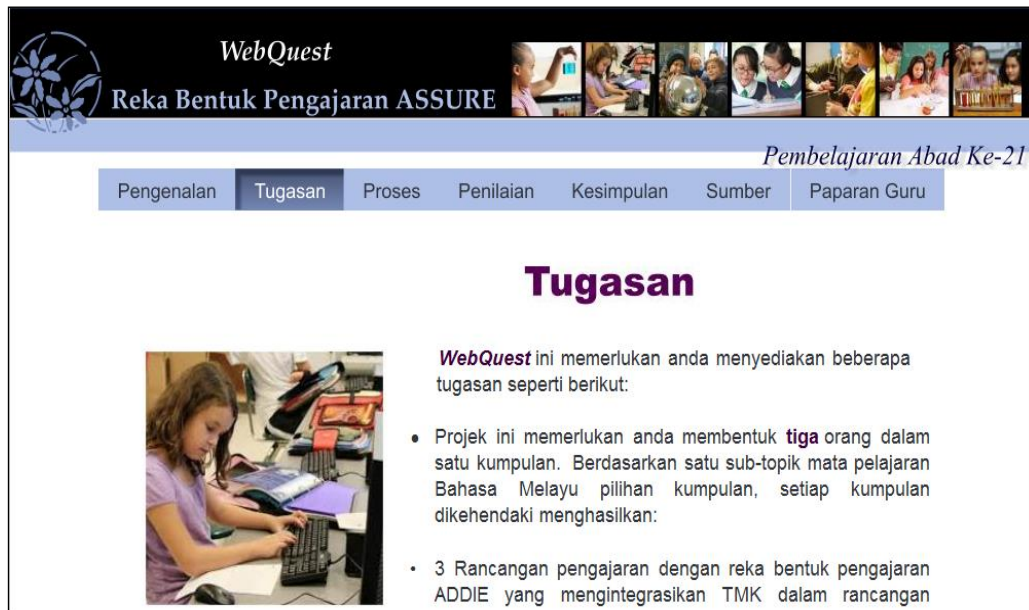 WebQuest
Reka Bentuk Pengajaran ASSURE
Pembelajaran Abad Ke-21
Pengenalan Tugasan Proses Penilaian Kesimpulan Sumber Paparan Guru
Tugasan
WebQuest ini memerlukan anda menyediakan beberapa
tugasan seperti berikut:
• Projek ini memerlukan anda membentuk tiga orang dalam
satu kumpulan. Berdasarkan satu sub-topik mata pelajaran
Bahasa Melayu pilihan kumpulan, setiap kumpulan
dikehendaki menghasilkan:
• 3 Rancangan pengajaran dengan reka bentuk pengajaran
ADDIE yang mengintegrasikan TMK dalam rancangan